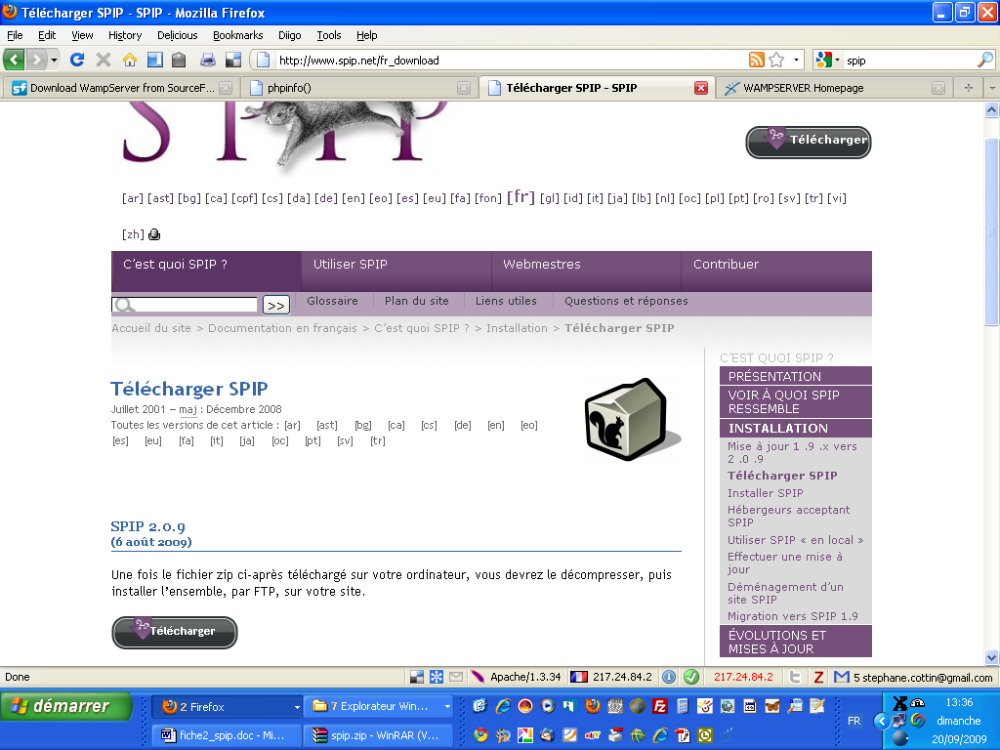 Télécharger SPIP - SPIP - Mozilla Firefox
File Edit View History Delicious Bookmarks Diigo Tools Help
http://www.spip.net/fr_download
spip
Download WampServer from SourceF...
phpinfo()
Télécharger SPIP - SPIP
WAMPSERVER Homepage
SPIP
Télécharger
[ar] [ast] [bg] [ca] [cpf] [cs] [da] [de] [en] [eo] [es] [eu] [fa] [fon] [fr] [gl] [id] [it] [ja] [lb] [nl] [oc] [pl] [pt] [ro] [sv] [tr] [vi]
[zh]
C'est quoi SPIP ? Utiliser SPIP Webmestres Contribuer
>> Glossaire Plan du site Liens utiles Questions et réponses
Accueil du site > Documentation en français > C'est quoi SPIP ? > Installation > Télécharger SPIP
Télécharger SPIP
Juillet 2001 – maj : Décembre 2008
Toutes les versions de cet article : [ar] [ast] [bg] [ca] [cs] [de] [en] [eo]
[es] [eu] [fa] [it] [ja] [oc] [pt] [sv] [tr]
SPIP 2.0.9
(6 août 2009)
Une fois le fichier zip ci-après téléchargé sur votre ordinateur, vous devrez le décompresser, puis
installer l'ensemble, par FTP, sur votre site.
Télécharger
C'EST QUOI SPIP ?
PRÉSENTATION
VOIR À QUOI SPIP
RESSEMBLE
INSTALLATION
Mise à jour 1 .9 .x vers
2 .0 .9
Télécharger SPIP
Installer SPIP
Hébergeurs acceptant
SPIP
Utiliser SPIP « en local »
Effectuer une mise à
jour
Déménagement d'un
site SPIP
Migration vers SPIP 1.9
ÉVOLUTIONS ET
MISES À JOUR
Done
Apache/1.3.34 217.24.84.2 217.24.84.2 Z 5 stephane.cottin@gmail.com
démarrer
2 Firefox
7 Explorateur Win...
fiche2_spip.doc - Mi...
spip.zip - WinRAR (V...
FR
13:36
dimanche
20/09/2009